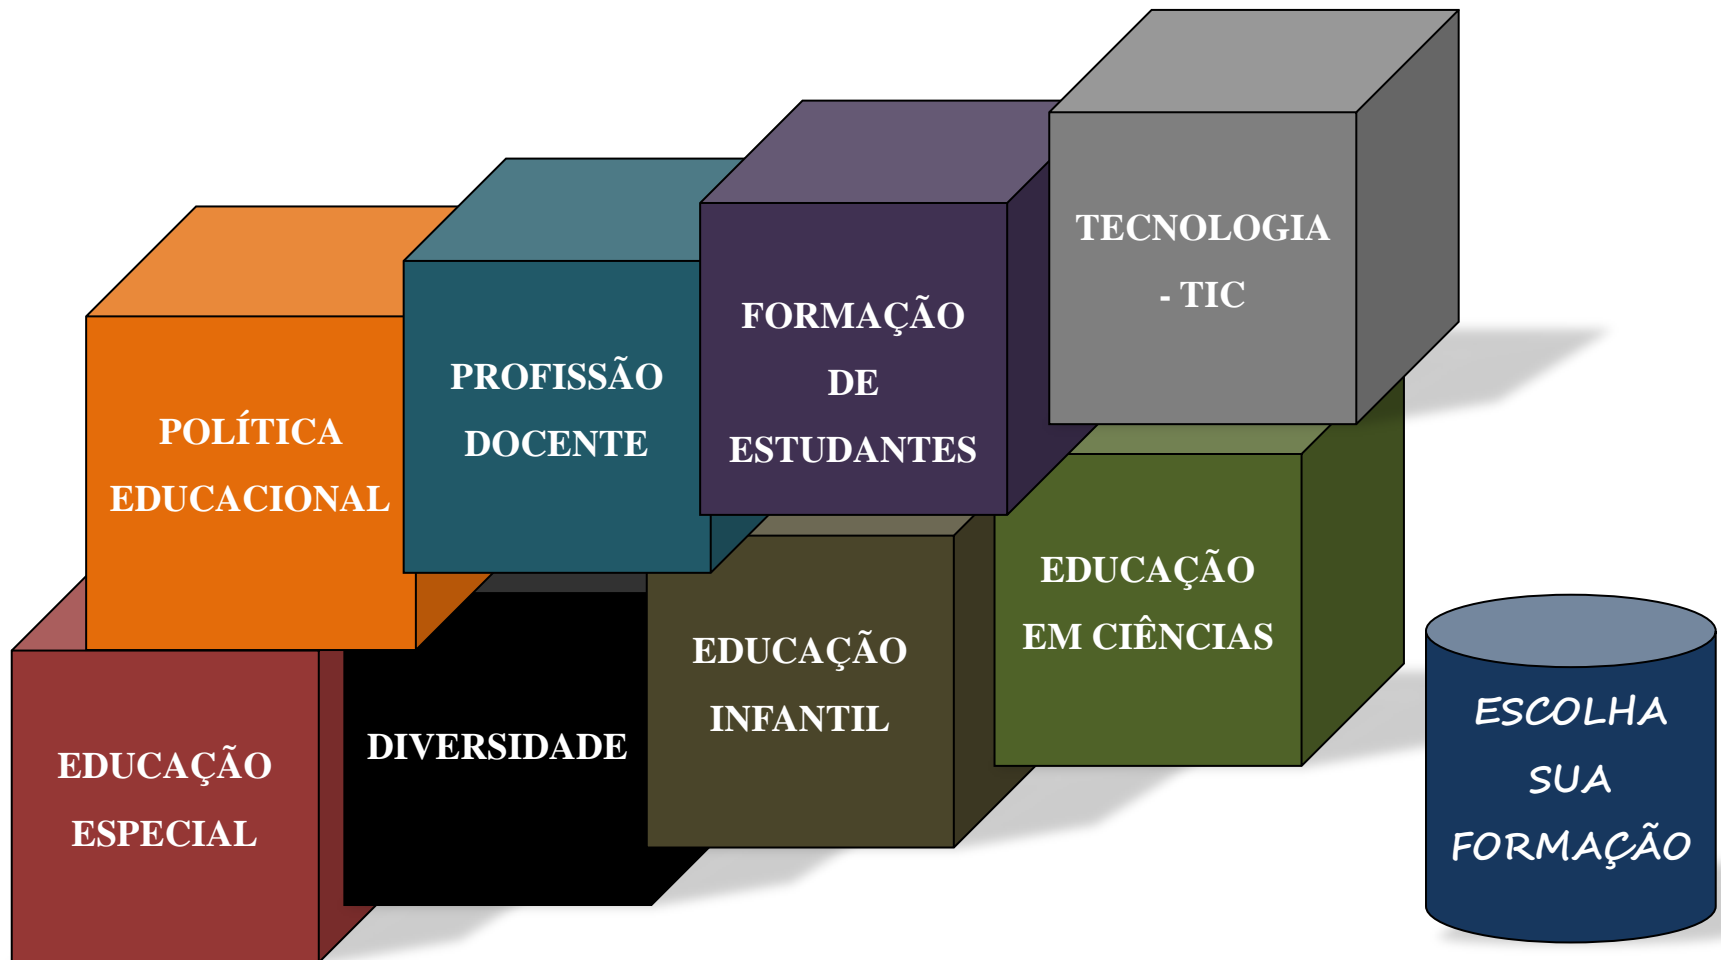 POLÍTICA
EDUCACIONAL
PROFISSÃO
DOCENTE
FORMAÇÃO
DE
ESTUDANTES
TECNOLOGIA
- TIC
EDUCAÇÃO
ESPECIAL
DIVERSIDADE
EDUCAÇÃO
INFANTIL
EDUCAÇÃO
EM CIÊNCIAS
ESCOLHA
SUA
FORMAÇÃO